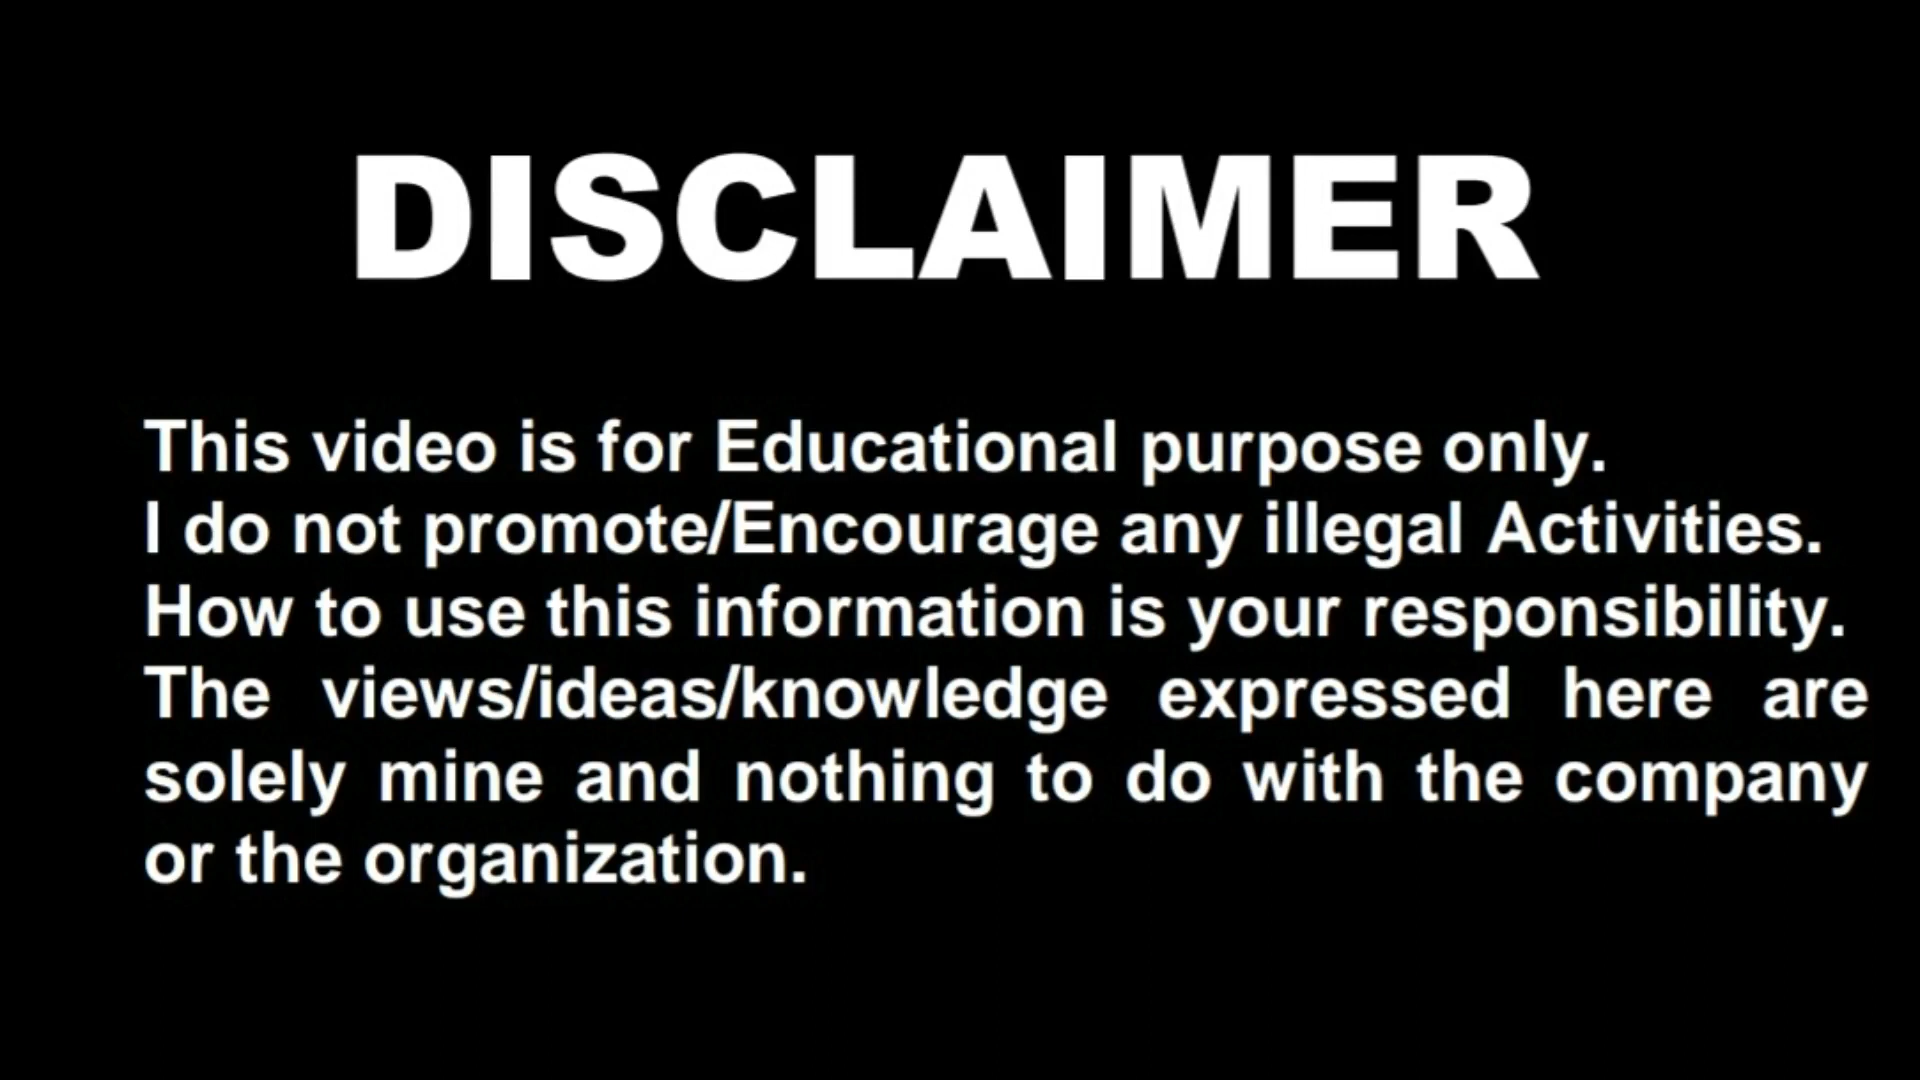 DISCLAIMER
This video is for Educational purpose only.
I do not promote/Encourage any illegal Activities.
How to use this information is your responsibility.
The views/ideas/knowledge expressed here are
solely mine and nothing to do with the company
or the organization.